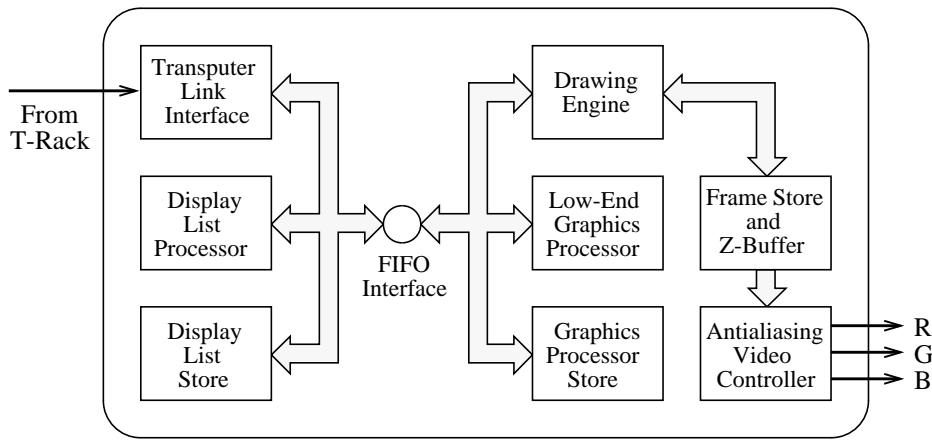 From
T-Rack
Transputer
Link
Interface
Display
List
Processor
Display
List
Store
FIFO
Interface
Drawing
Engine
Low-End
Graphics
Processor
Graphics
Processor
Store
Frame Store
and
Z-Buffer
Antialiasing
Video
Controller
R
G
B